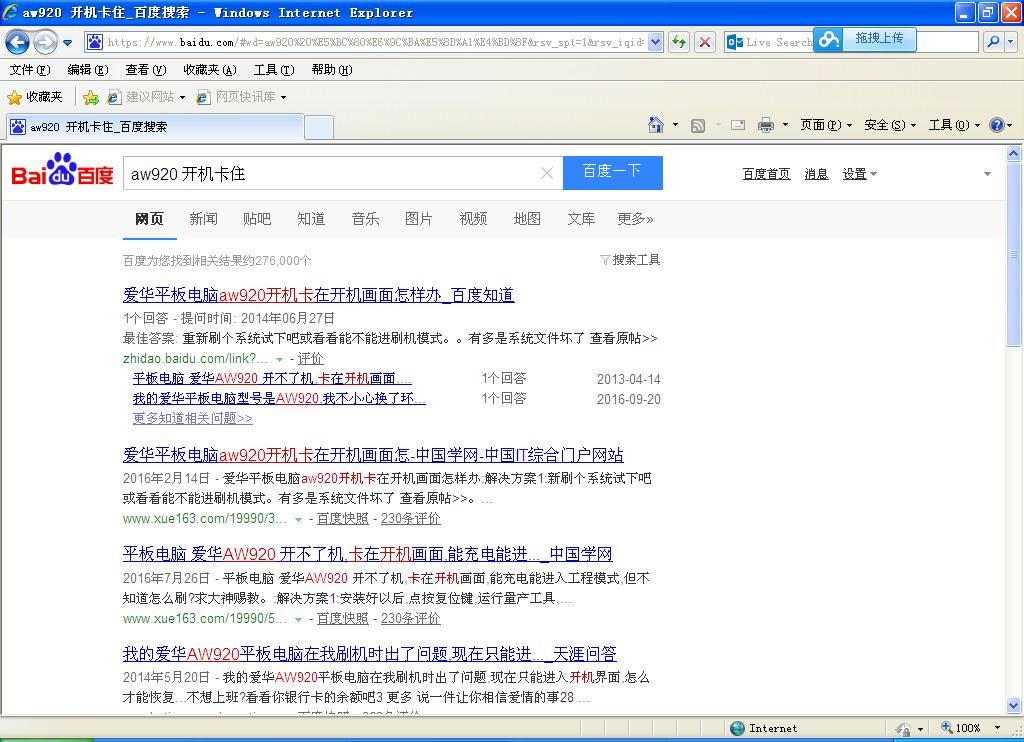 aw920 开机卡住_百度搜索 - Windows Internet Explorer
https://www.baidu.com/#wd=aw920%20%E5%BC%80%E6%9C%BA%E5%8D%A1%E4%BD%8F&rsv_spt=1&rsv_iqid= Live Search 拖拽上传
文件(F) 编辑(E) 查看(V) 收藏夹(A) 工具(T) 帮助(H)
收藏夹 建议网站 网页快讯库
aw920 开机卡住_百度搜索 页面(P) 安全(S) 工具(O)
Bai du 百度 aw920 开机卡住 百度一下 百度首页 消息 设置
网页 新闻 贴吧 知道 音乐 图片 视频 地图 文库 更多»
百度为您找到相关结果约276,000个 搜索工具
爱华平板电脑aw920开机卡在开机画面怎样办_百度知道
1个回答 - 提问时间: 2014年06月27日
最佳答案: 重新刷个系统试下吧或看看能不能进刷机模式。。有多是系统文件坏了 查看原帖>>
zhidao.baidu.com/link?... - 评价
平板电脑 爱华AW920 开不了机,卡在开机画面.... 1个回答 2013-04-14
我的爱华平板电脑型号是AW920 我不小心换了环... 1个回答 2016-09-20
更多知道相关问题>>
爱华平板电脑aw920开机卡在开机画面怎-中国学网-中国IT综合门户网站
2016年2月14日 - 爱华平板电脑aw920开机卡在开机画面怎样办:解决方案1:新刷个系统试下吧
或看看能不能进刷机模式。有多是系统文件坏了 查看原帖>>。...
www.xue163.com/19990/3... - 百度快照 - 230条评价
平板电脑 爱华AW920 开不了机,卡在开机画面,能充电能进..._中国学网
2016年7月26日 - 平板电脑 爱华AW920 开不了机,卡在开机画面,能充电能进入工程模式,但不
知道怎么刷?求大神赐教。:解决方案1:安装好以后,点按复位键,运行量产工具,...
www.xue163.com/19990/5... - 百度快照 - 230条评价
我的爱华AW920平板电脑在我刷机时出了问题,现在只能进..._天涯问答
2014年5月20日 - 我的爱华AW920平板电脑在我刷机时出了问题,现在只能进入开机界面,怎么
才能恢复...不想上班?看看你银行卡的余额吧3 更多 说一件让你相信爱情的事28 ...
Internet 100%